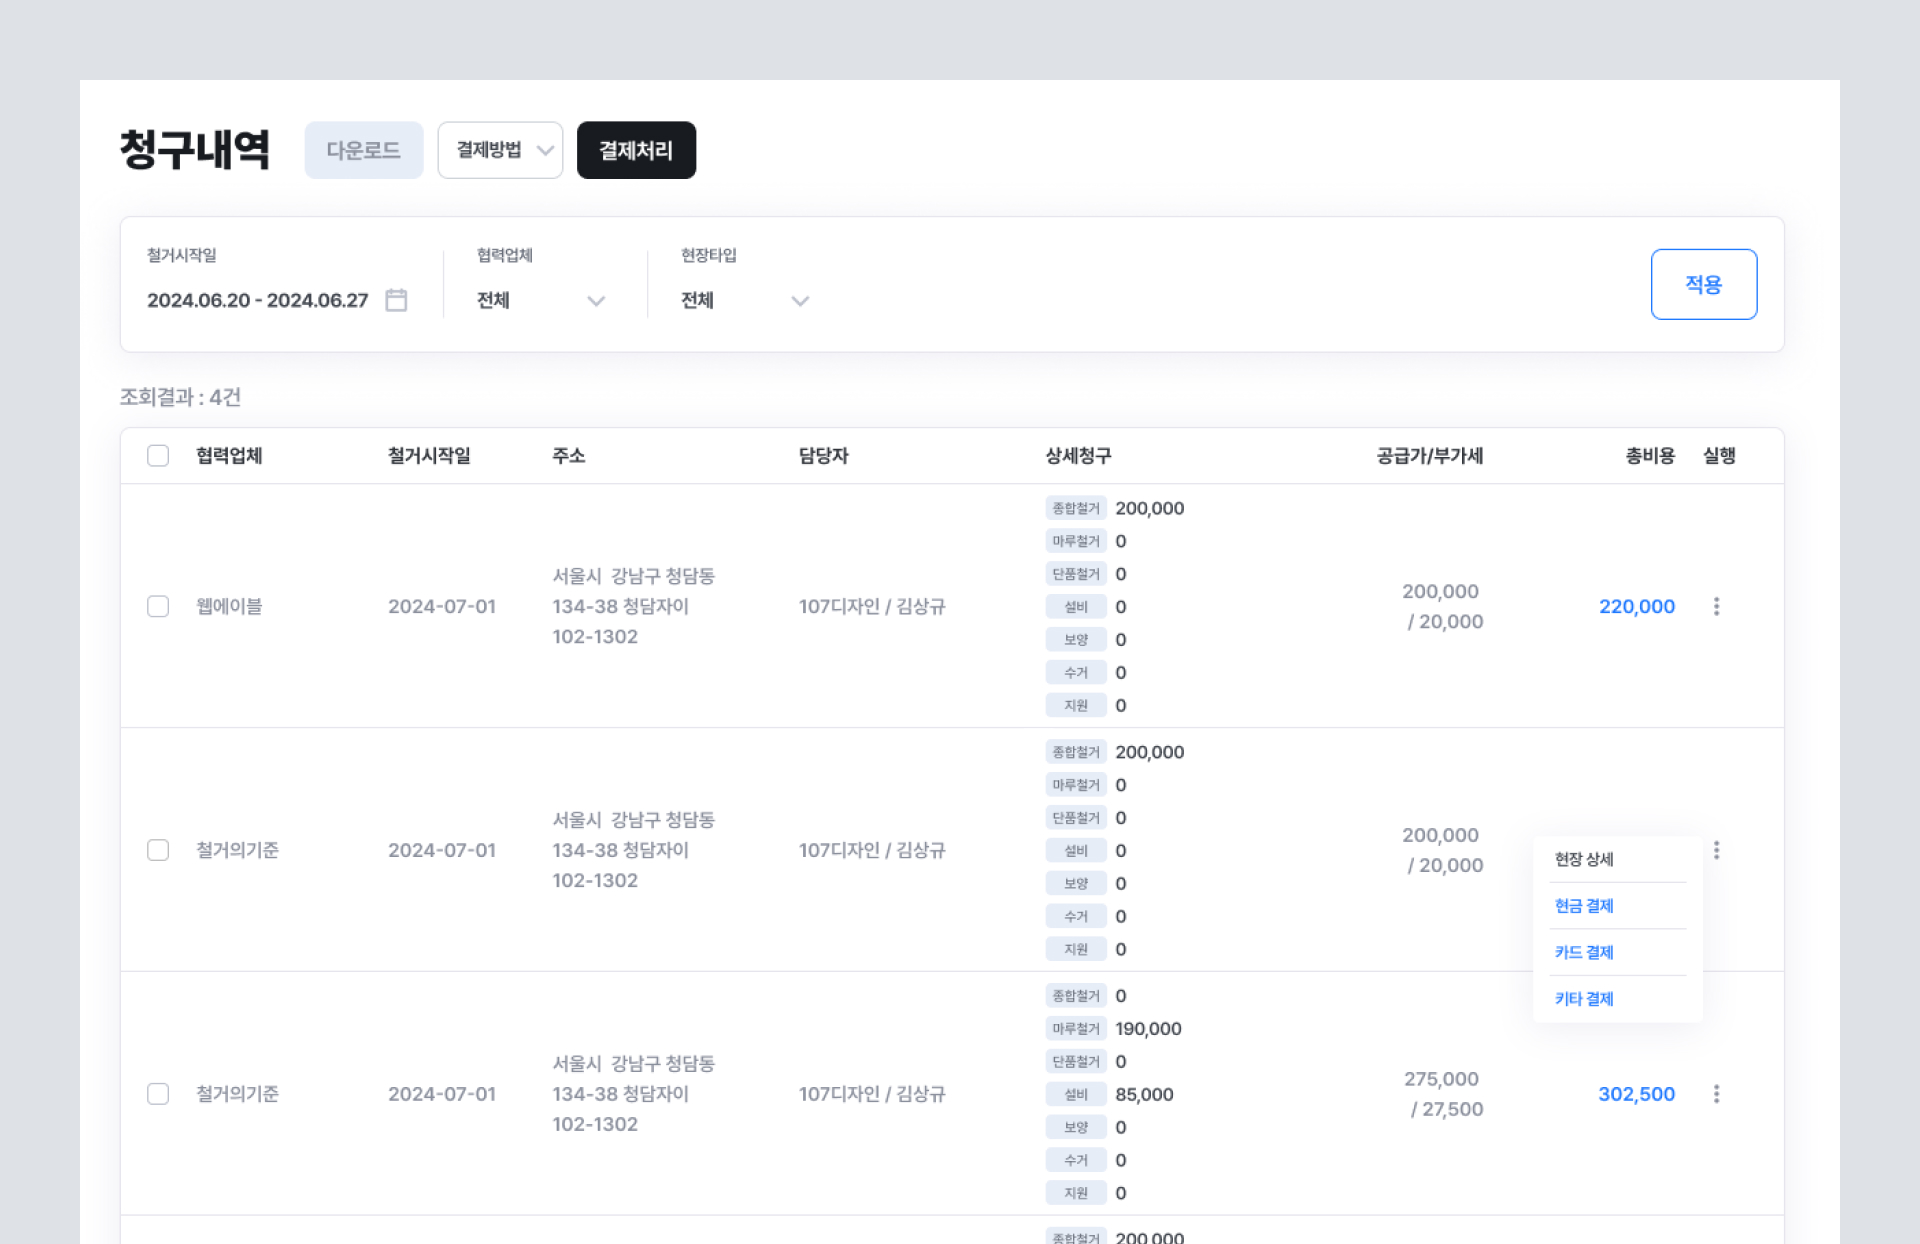 청구내역
다운로드
결제방법
결제처리
철거시작일
2024.06.20 - 2024.06.27
협력업체
전체
현장타입
전체
적용
조회결과 : 4건
협력업체 철거시작일 주소 담당자 상세청구 공급가/부가세 총비용 실행
웹에이블
2024-07-01
서울시 강남구 청담동
134-38 청담자이
102-1302
107디자인 / 김상규
종합철거 200,000
마루철거 0
단품철거 0
설비 0
보양 0
수거 0
지원 0
200,000
/ 20,000
220,000
철거의기준
2024-07-01
서울시 강남구 청담동
134-38 청담자이
102-1302
107디자인 / 김상규
종합철거 200,000
마루철거 0
단품철거 0
설비 0
보양 0
수거 0
지원 0
200,000
/ 20,000
현장 상세
현금 결제
카드 결제
키타 결제
철거의기준
2024-07-01
서울시 강남구 청담동
134-38 청담자이
102-1302
107디자인 / 김상규
종합철거 0
마루철거 190,000
단품철거 0
설비 85,000
보양 0
수거 0
지원 0
275,000
/ 27,500
302,500
종합철거 200,000